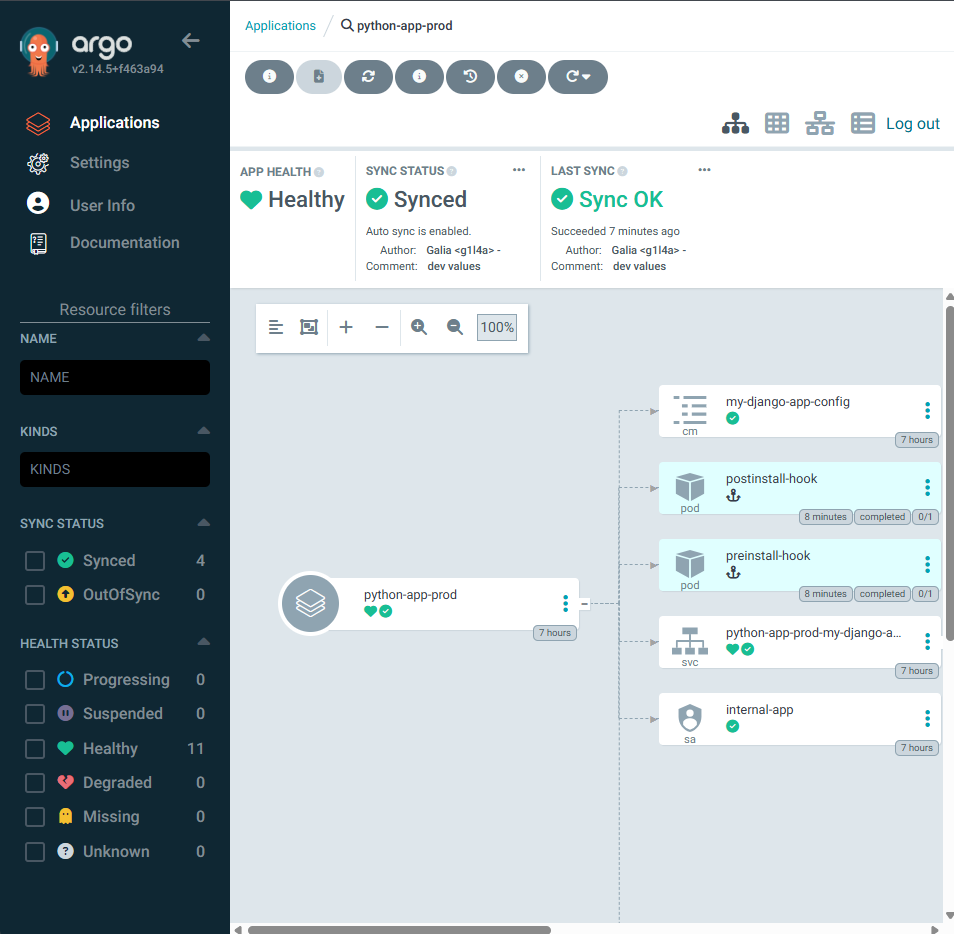 argo
v2.14.5+f463a94
Applications
Settings
User Info
Documentation
Resource filters
NAME
NAME
KINDS
KINDS
SYNC STATUS
Synced 4
OutOfSync 0
HEALTH STATUS
Progressing 0
Suspended 0
Healthy 11
Degraded 0
Missing 0
Unknown 0
Applications python-app-prod
Log out
APP HEALTH
Healthy
SYNC STATUS
Synced
Auto sync is enabled.
Author: Galia <g1l4a> -
Comment: dev values
LAST SYNC
Sync OK
Succeeded 7 minutes ago
Author: Galia <g1l4a> -
Comment: dev values
100%
python-app-prod
7 hours
my-django-app-config
cm
7 hours
postinstall-hook
pod
8 minutes completed 0/1
preinstall-hook
pod
8 minutes completed 0/1
python-app-prod-my-django-a...
svc
7 hours
internal-app
sa
7 hours